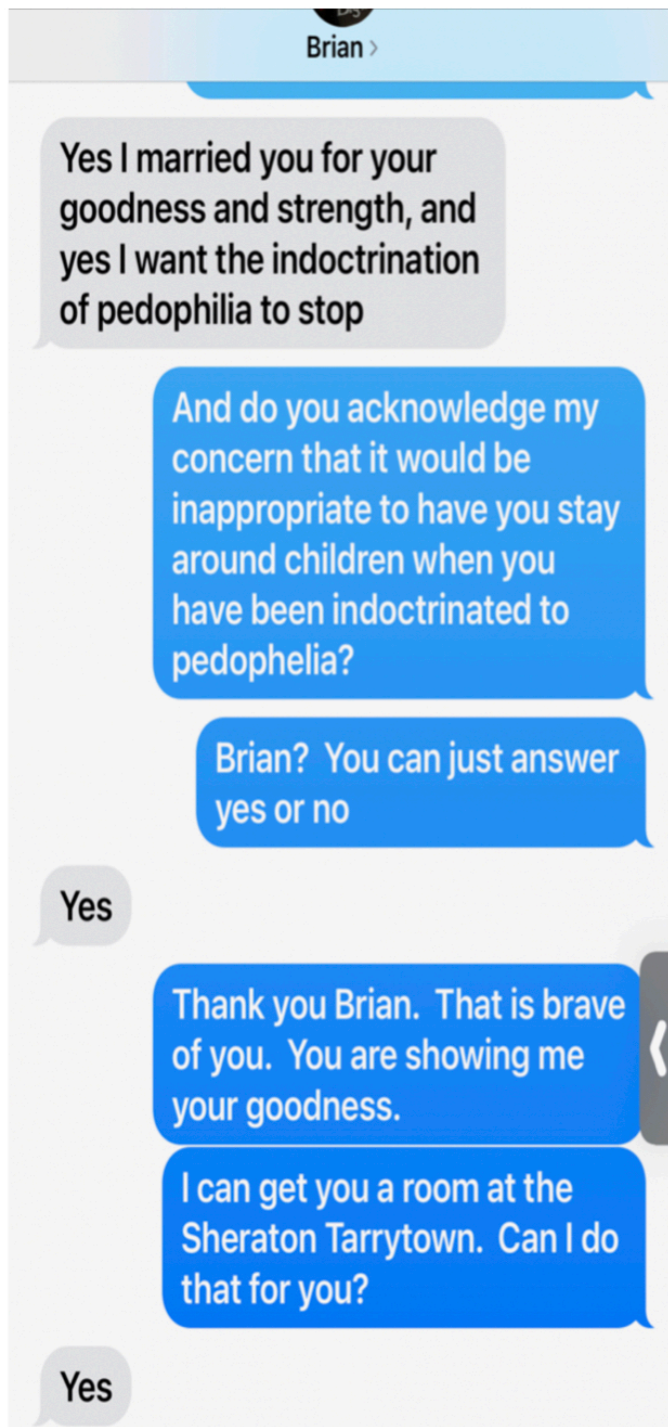 Brian
Yes I married you for your
goodness and strength, and
yes I want the indoctrination
of pedophilia to stop
And do you acknowledge my
concern that it would be
inappropriate to have you stay
around children when you
have been indoctrinated to
pedophelia?
Brian?  You can just answer
yes or no
Yes
Thank you Brian.  That is brave
of you.  You are showing me
your goodness.
I can get you a room at the
Sheraton Tarrytown.  Can I do
that for you?
Yes